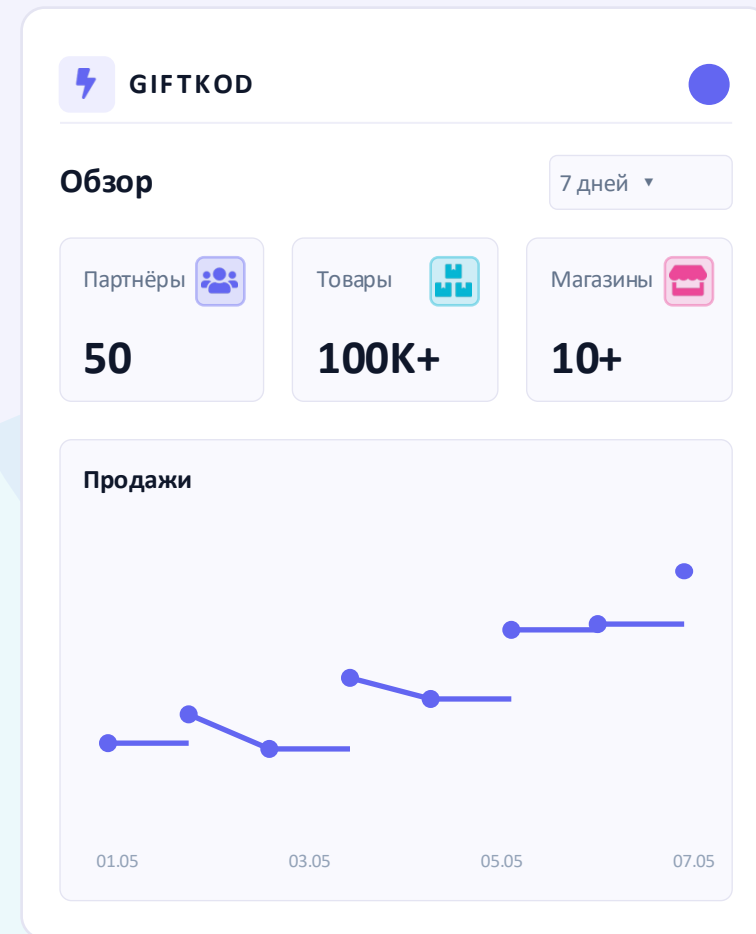 GIFTKOD
Обзор
7 дней
Партнёры
Товары
Магазины
50
100K+
10+
Продажи
01.05
03.05
05.05
07.05